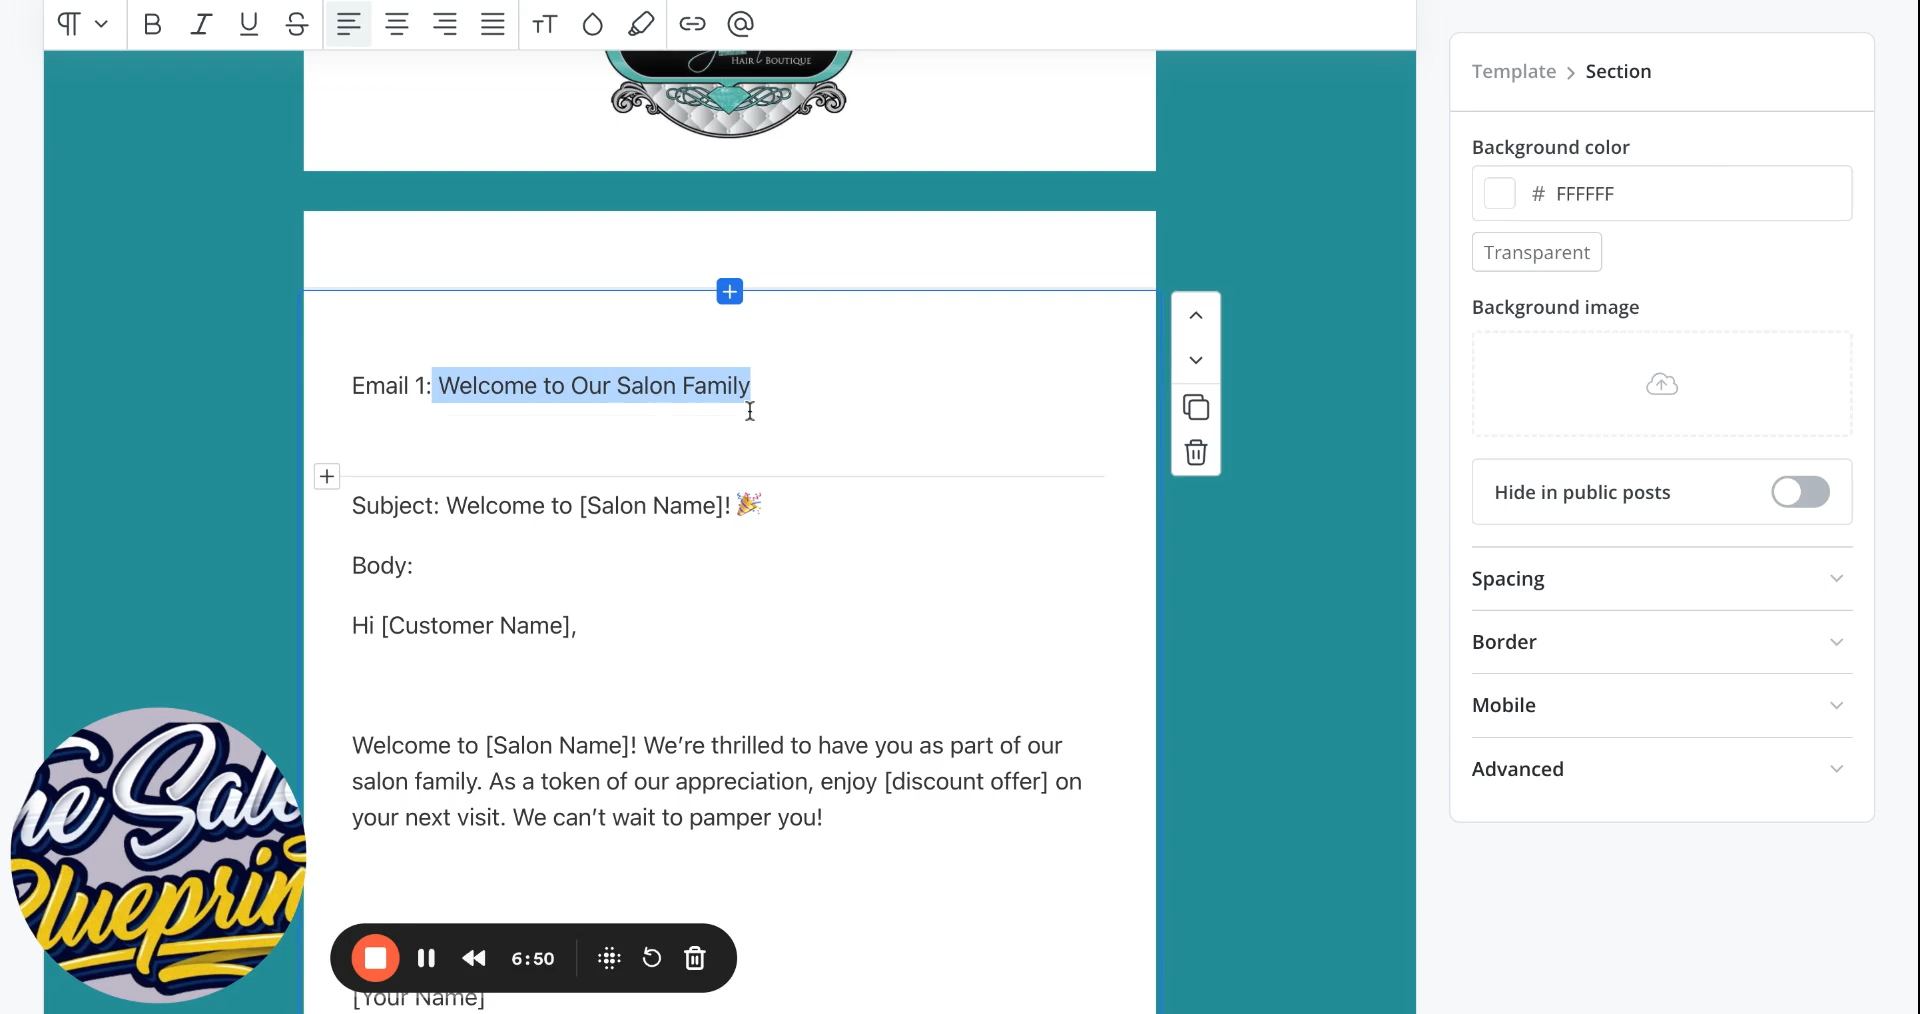 HAIR BOUTIQUE
Email 1: Welcome to Our Salon Family
Subject: Welcome to [Salon Name]! 🎉
Body:
Hi [Customer Name],
Welcome to [Salon Name]! We’re thrilled to have you as part of our
salon family. As a token of our appreciation, enjoy [discount offer] on
your next visit. We can’t wait to pamper you!
[Your Name]
Template > Section
Background color
# FFFFFF
Transparent
Background image
Hide in public posts
Spacing
Border
Mobile
Advanced
6:50